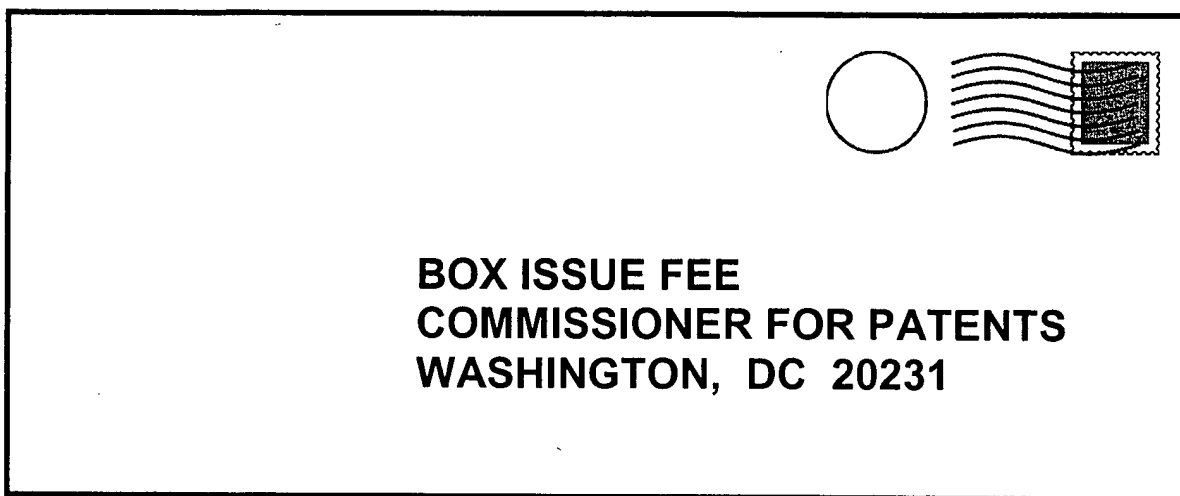 BOX ISSUE FEE
COMMISSIONER FOR PATENTS
WASHINGTON, DC 20231